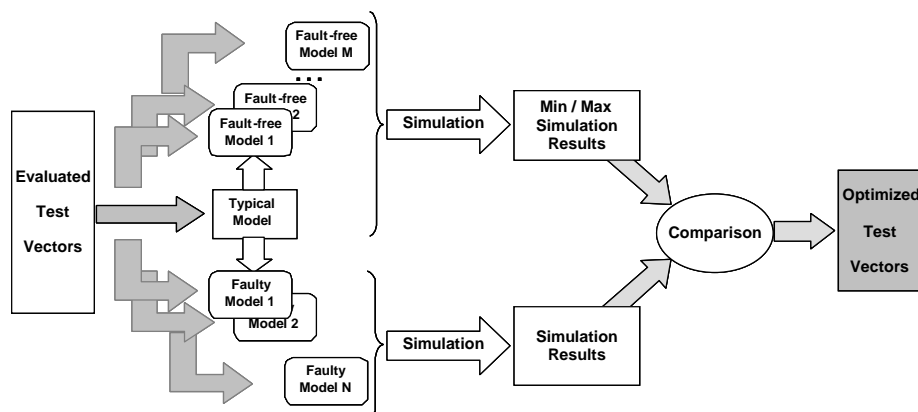 Fault-free
Model M
...
Fault-free
2
Fault-free
Model 1
Evaluated
Test
Vectors
Typical
Model
Faulty
Model 1
Model 2
Faulty
Model N
Simulation
Simulation
Min / Max
Simulation
Results
Simulation
Results
Comparison
Optimized
Test
Vectors